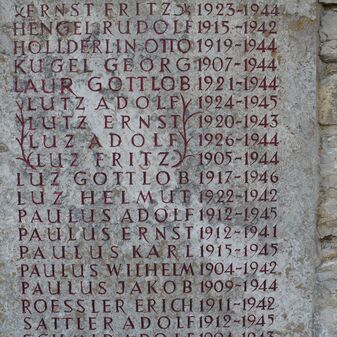 ERNST FRITZ 1923-1944
HENGEL RUDOLF 1915-1942
HOLIDERLIN OTTO 1919-1944
KUGEL GEORG 1907-1944
LAUR GOTTLOB 1921-1944
LUTZ ADOLF 1924-1945
LUTZ ERNST 1920-1943
LUZ ADOLF 1926-1944
LUZ FRITZ 1905-1944
LUZ GOTTLOB 1917-1946
LUZ HELMUT 1922-1942
PAULUS ADOLF 1912-1945
PAULUS ERNST 1912-1941
PAULUS KARL 1915-1945
PAULUS WILHELM 1904-1942
PAULUS JAKOB 1909-1944
ROESSLER ERICH 1911-1942
SATTLER ADOLF 1912-1945
ADOLF